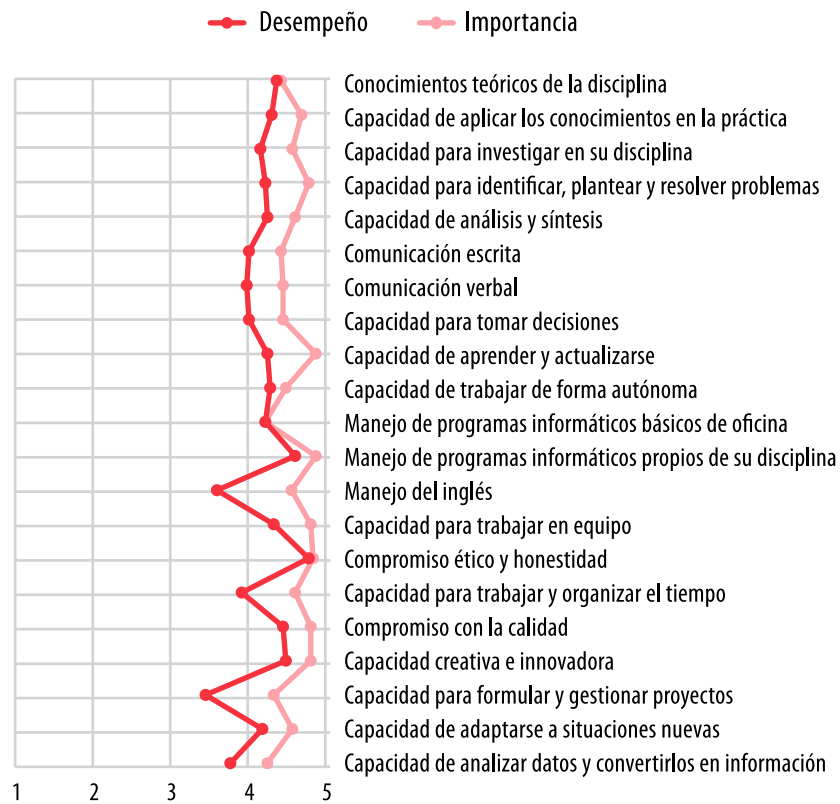 Desempeño Importancia
Conocimientos teóricos de la disciplina
Capacidad de aplicar los conocimientos en la práctica
Capacidad para investigar en su disciplina
Capacidad para identificar, plantear y resolver problemas
Capacidad de análisis y síntesis
Comunicación escrita
Comunicación verbal
Capacidad para tomar decisiones
Capacidad de aprender y actualizarse
Capacidad de trabajar de forma autónoma
Manejo de programas informáticos básicos de oficina
Manejo de programas informáticos propios de su disciplina
Manejo del inglés
Capacidad para trabajar en equipo
Compromiso ético y honestidad
Capacidad para trabajar y organizar el tiempo
Compromiso con la calidad
Capacidad creativa e innovadora
Capacidad para formular y gestionar proyectos
Capacidad de adaptarse a situaciones nuevas
Capacidad de analizar datos y convertirlos en información
1 2 3 4 5